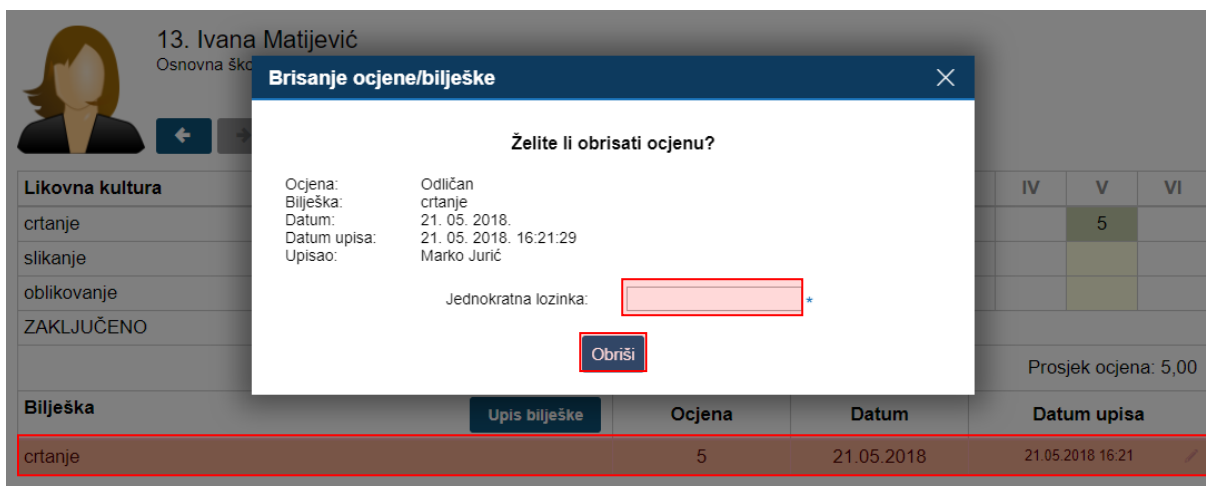 13. Ivana Matijević
Osnovna ško
Brisanje ocjene/bilješke
Želite li obrisati ocjenu?
Ocjena: Odličan
Bilješka: crtanje
Datum: 21. 05. 2018.
Datum upisa: 21. 05. 2018. 16:21:29
Upisao: Marko Jurić
Jednokratna lozinka: *
Obriši
Likovna kultura IV V VI
crtanje 5
slikanje
oblikovanje
ZAKLJUČENO
Prosjek ocjena: 5,00
Bilješka Upis bilješke Ocjena Datum Datum upisa
crtanje 5 21.05.2018 21.05.2018 16:21